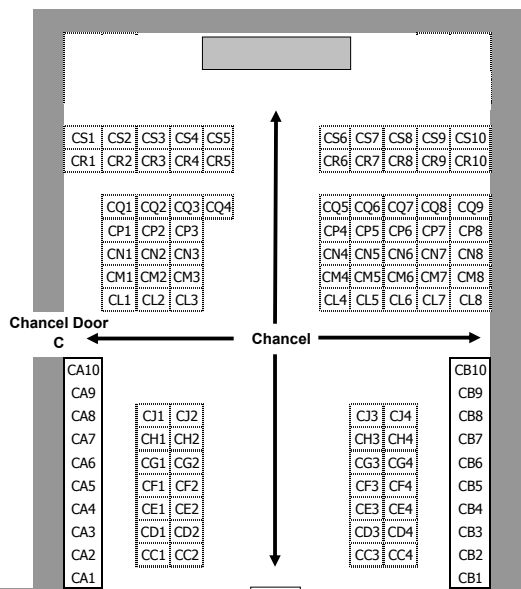 CS1 CS2 CS3 CS4 CS5 CS6 CS7 CS8 CS9 CS10
CR1 CR2 CR3 CR4 CR5 CR6 CR7 CR8 CR9 CR10
CQ1 CQ2 CQ3 CQ4 CQ5 CQ6 CQ7 CQ8 CQ9
CP1 CP2 CP3 CP4 CP5 CP6 CP7 CP8
CN1 CN2 CN3 CN4 CN5 CN6 CN7 CN8
CM1 CM2 CM3 CM4 CM5 CM6 CM7 CM8
CL1 CL2 CL3 CL4 CL5 CL6 CL7 CL8
Chancel Door
C
Chancel
CA10 CB10
CA9 CB9
CA8 CJ1 CJ2 CJ3 CJ4 CB8
CA7 CH1 CH2 CH3 CH4 CB7
CA6 CG1 CG2 CG3 CG4 CB6
CA5 CF1 CF2 CF3 CF4 CB5
CA4 CE1 CE2 CE3 CE4 CB4
CA3 CD1 CD2 CD3 CD4 CB3
CA2 CC1 CC2 CC3 CC4 CB2
CA1 CB1